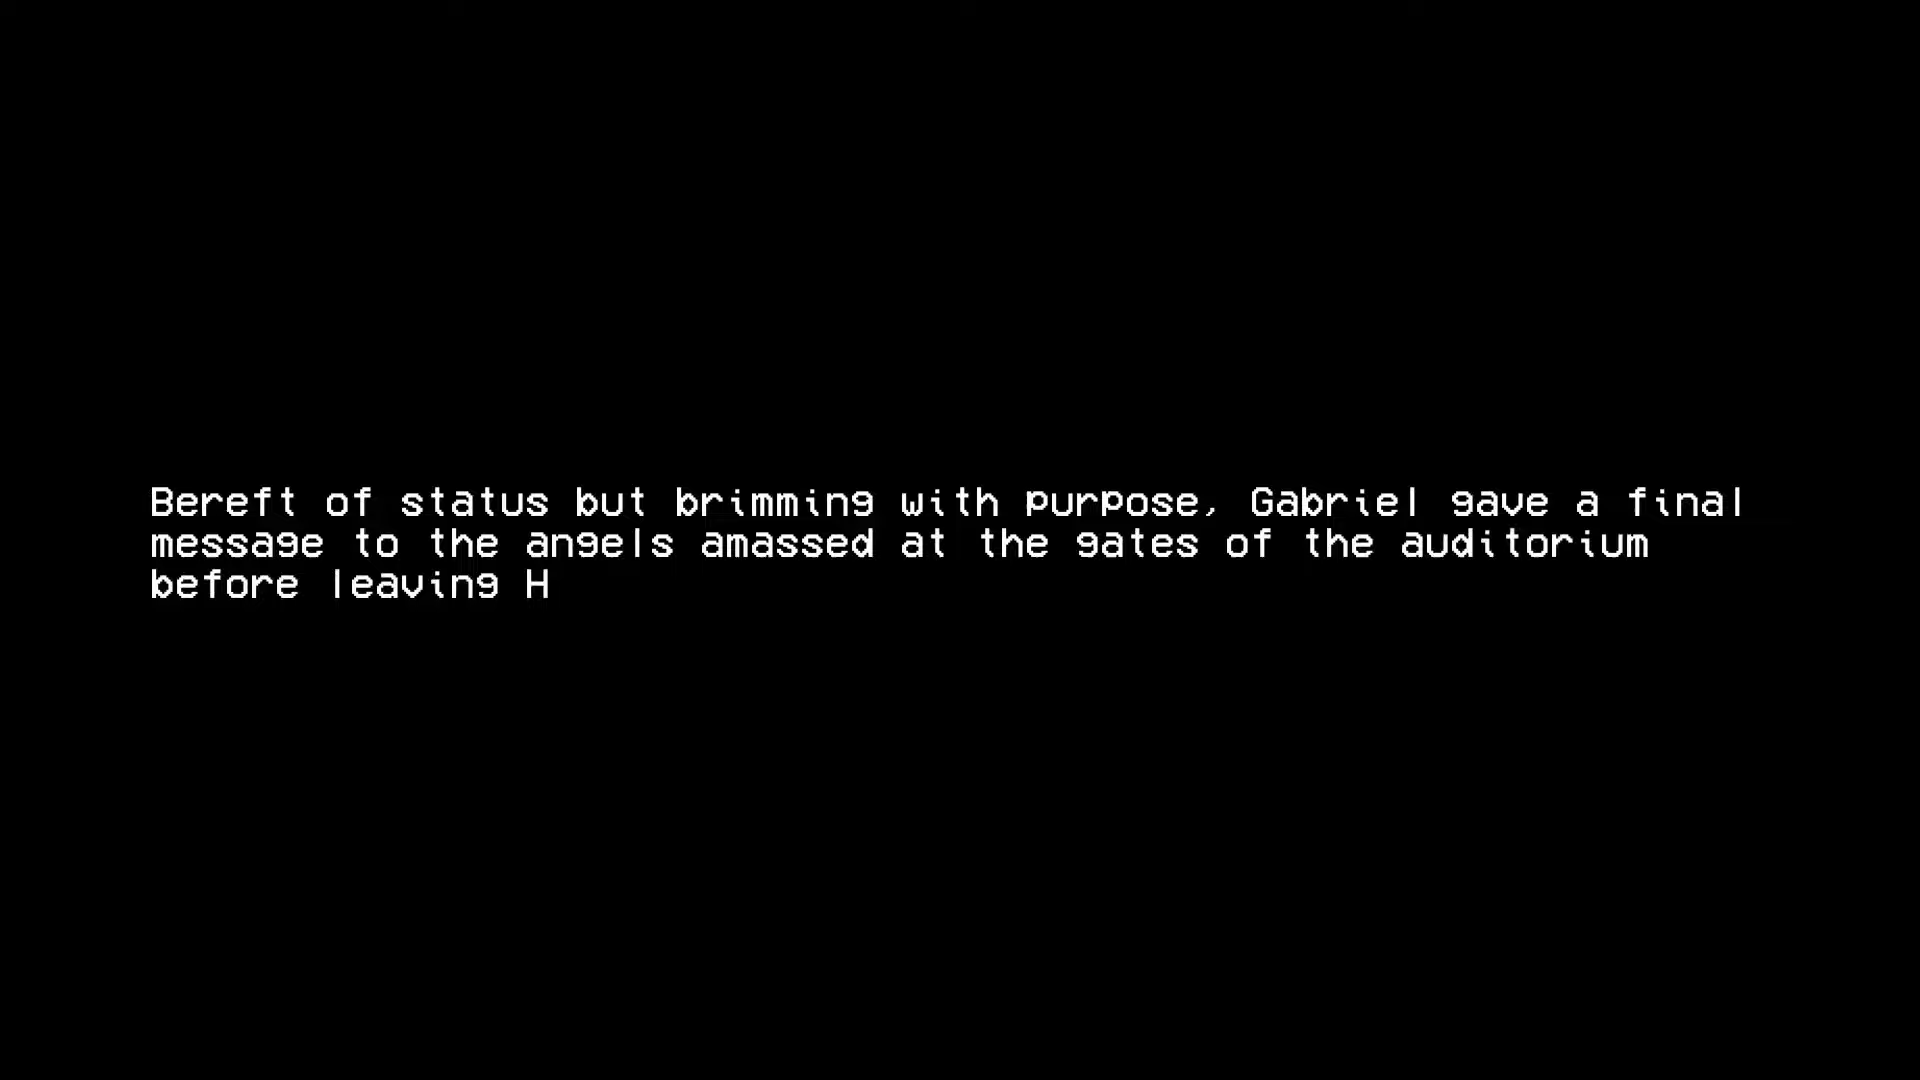 Bereft of status but brimming with purpose, Gabriel gave a final
message to the angels amassed at the gates of the auditorium
before leaving H